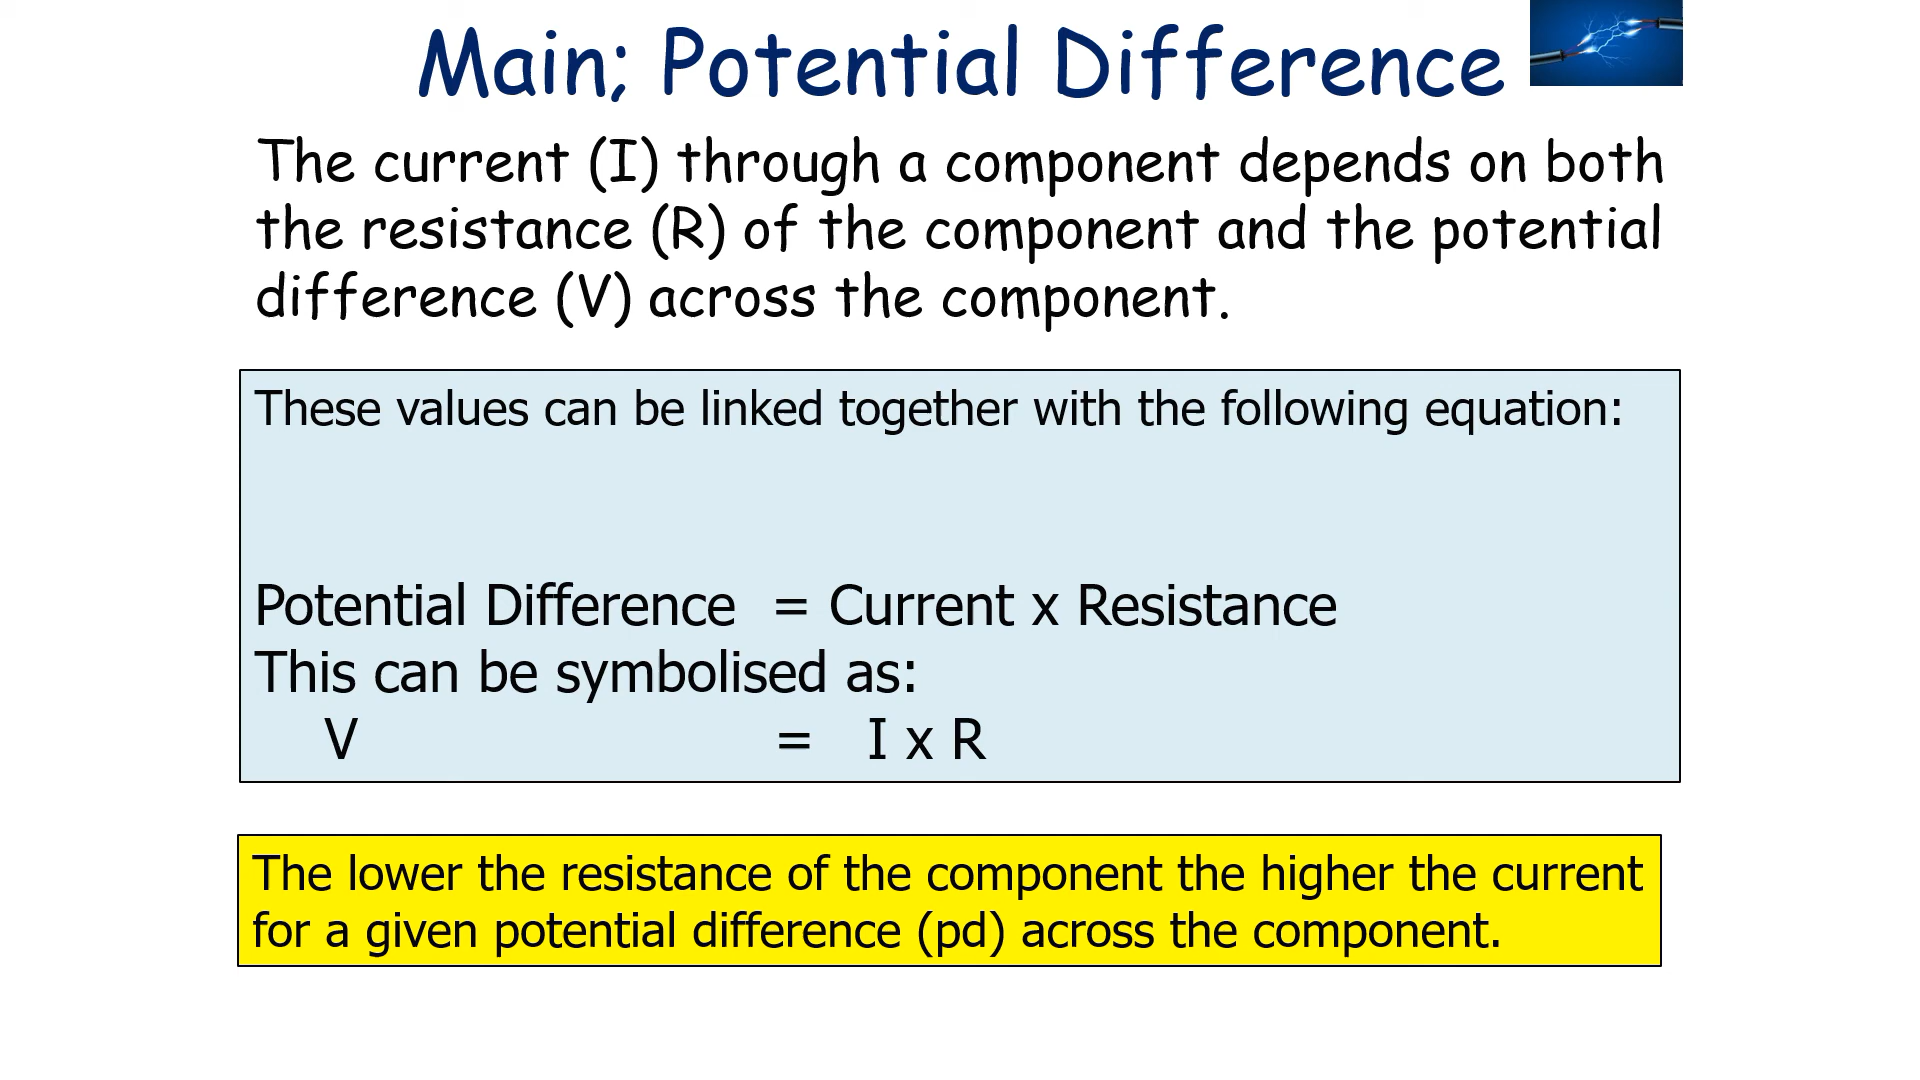 Main; Potential Difference
The current (I) through a component depends on both
the resistance (R) of the component and the potential
difference (V) across the component.
These values can be linked together with the following equation:
Potential Difference = Current x Resistance
This can be symbolised as:
V = I x R
The lower the resistance of the component the higher the current
for a given potential difference (pd) across the component.